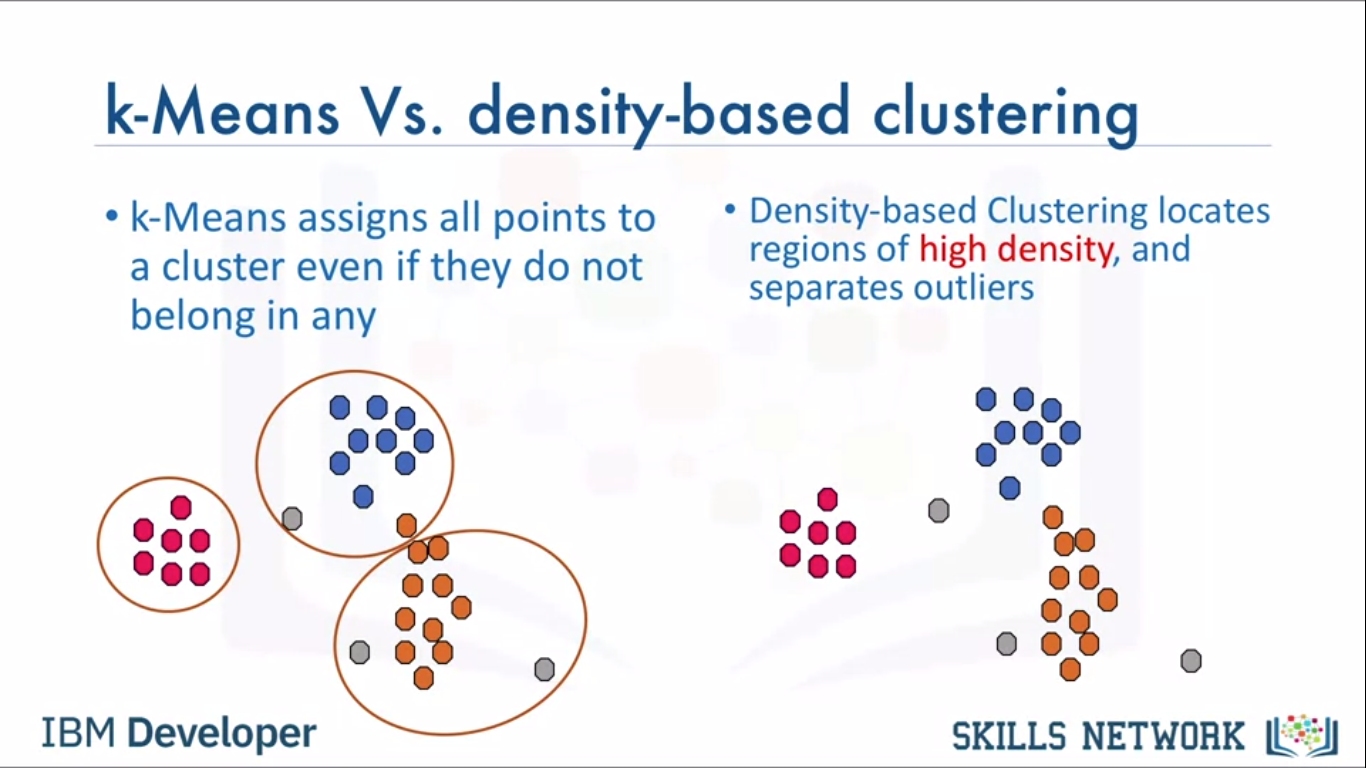 k-Means Vs. density-based clustering
• k-Means assigns all points to
a cluster even if they do not
belong in any
• Density-based Clustering locates
regions of high density, and
separates outliers
IBM Developer
SKILLS NETWORK